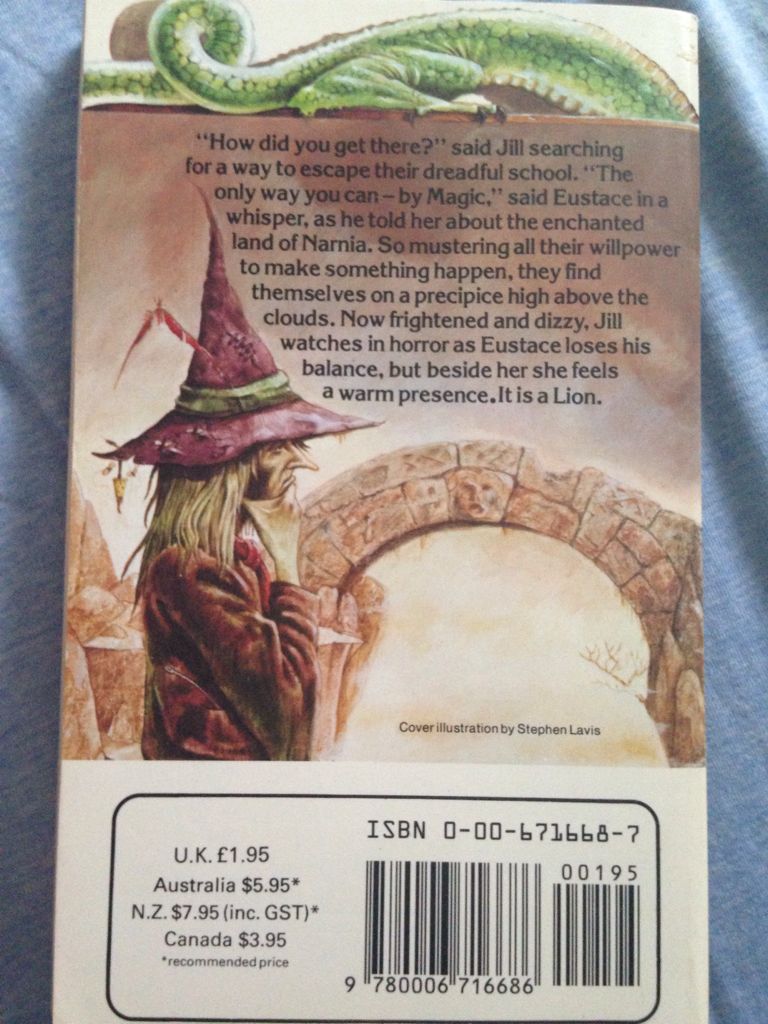 "How did you get there?" said Jill searching
for a way to escape their dreadful school. "The
only way you can – by Magic," said Eustace in a
whisper, as he told her about the enchanted
land of Narnia. So mustering all their willpower
to make something happen, they find
themselves on a precipice high above the
clouds. Now frightened and dizzy, Jill
watches in horror as Eustace loses his
balance, but beside her she feels
a warm presence. It is a Lion.
Cover illustration by Stephen Lavis
U.K. £1.95
Australia $5.95*
N.Z. $7.95 (inc. GST)*
Canada $3.95
*recommended price
ISBN 0-00-671668-7
00195
9 780006 716686